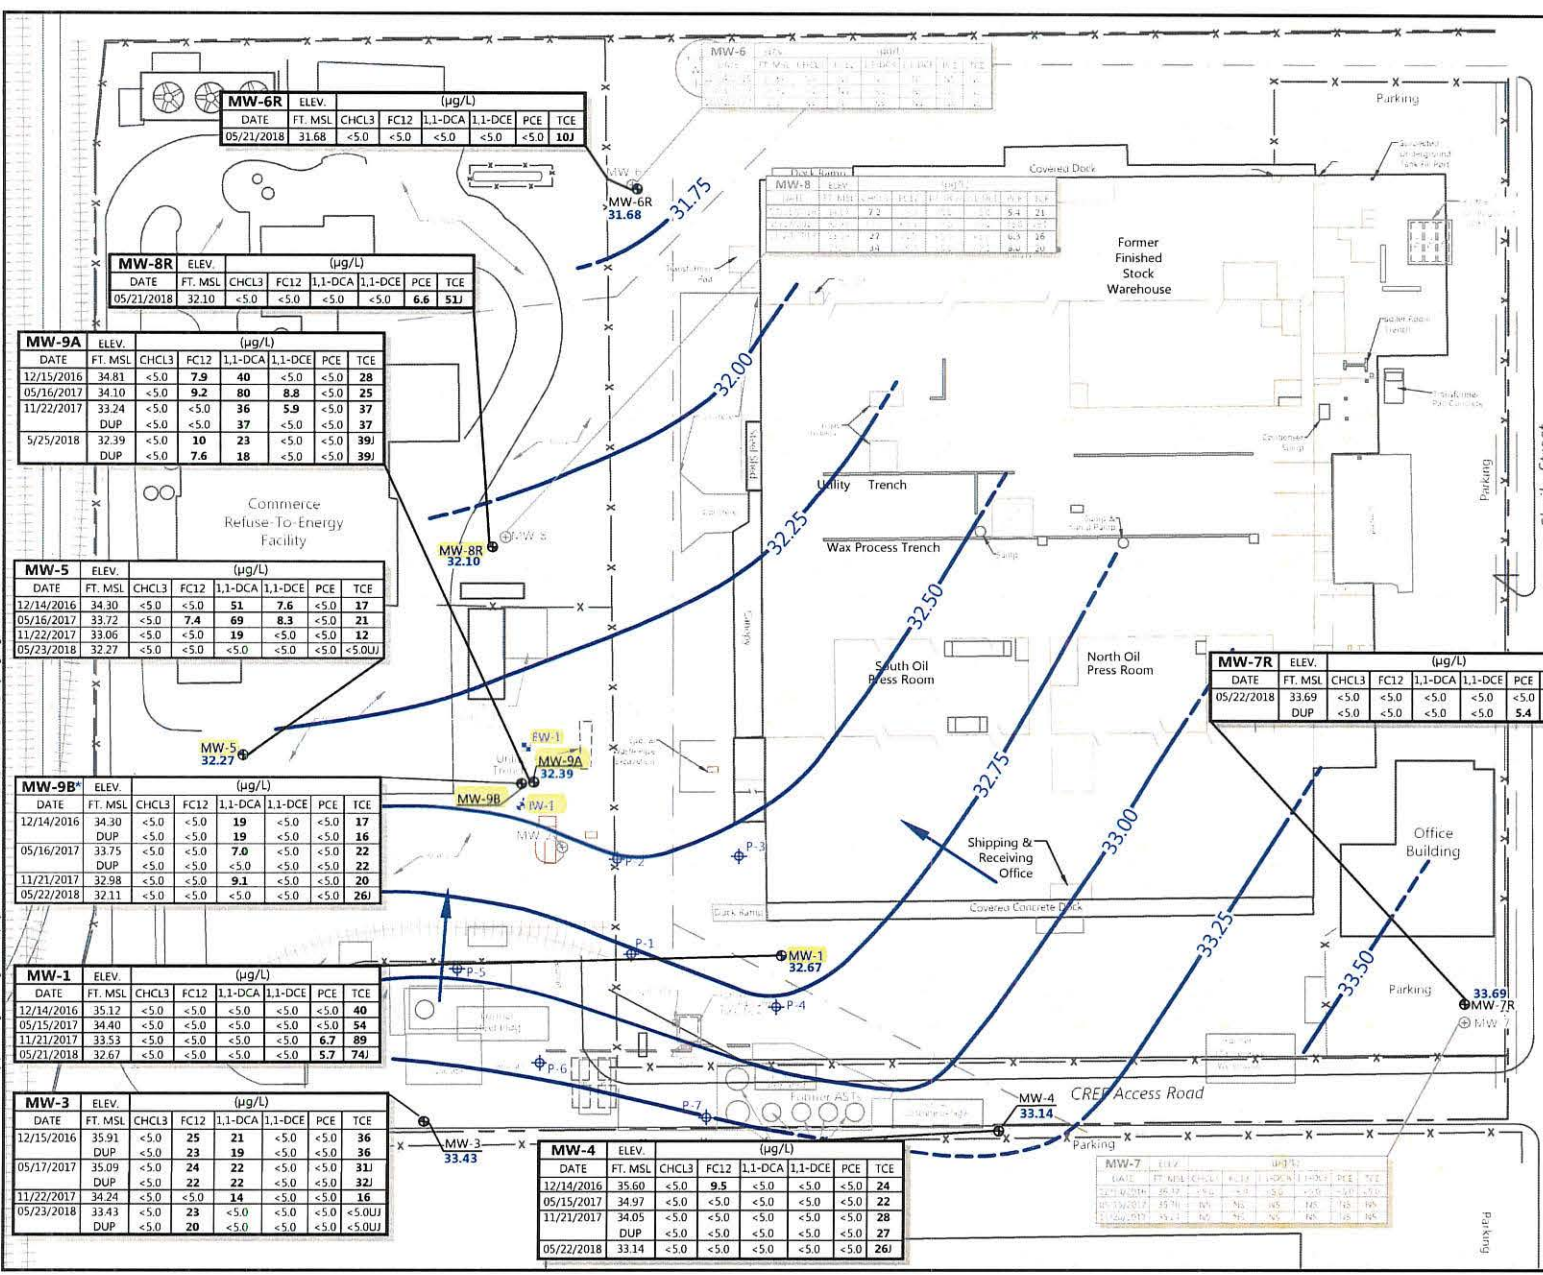 MW-6
Parking
MW-6R ELEV. (µg/L)
DATE FT. MSL CHCL3 FC12 1,1-DCA 1,1-DCE PCE TCE
05/21/2018 31.68 <5.0 <5.0 <5.0 <5.0 <5.0 10J
MW-6R
31.68
31.75
Covered Dock
MW-8 ELEV.
7.2 5.4 21
27 6.3 26
Former
Finished
Stock
Warehouse
MW-8R ELEV. (µg/L)
DATE FT. MSL CHCL3 FC12 1,1-DCA 1,1-DCE PCE TCE
05/21/2018 32.10 <5.0 <5.0 <5.0 <5.0 6.6 51J
MW-9A ELEV. (µg/L)
DATE FT. MSL CHCL3 FC12 1,1-DCA 1,1-DCE PCE TCE
12/15/2016 34.81 <5.0 7.9 40 <5.0 <5.0 28
05/16/2017 34.10 <5.0 9.2 80 8.8 <5.0 25
11/22/2017 33.24 <5.0 <5.0 36 5.9 <5.0 37
DUP <5.0 <5.0 37 <5.0 <5.0 37
5/25/2018 32.39 <5.0 10 23 <5.0 <5.0 39J
DUP <5.0 7.6 18 <5.0 <5.0 39J
32.00
Commerce
Refuse-To-Energy
Facility
Utility Trench
Parking
32.25
MW-8
MW-8R
32.10
Wax Process Trench
Sump
MW-5 ELEV. (µg/L)
DATE FT. MSL CHCL3 FC12 1,1-DCA 1,1-DCE PCE TCE
12/14/2016 34.30 <5.0 <5.0 51 7.6 <5.0 17
05/16/2017 33.72 <5.0 7.4 69 8.3 <5.0 21
11/22/2017 33.06 <5.0 <5.0 19 <5.0 <5.0 12
05/23/2018 32.27 <5.0 <5.0 <5.0 <5.0 <5.0 <5.0UJ
32.50
South Oil
Press Room
North Oil
Press Room
MW-7R ELEV. (µg/L)
DATE FT. MSL CHCL3 FC12 1,1-DCA 1,1-DCE PCE
05/22/2018 33.69 <5.0 <5.0 <5.0 <5.0 <5.0
DUP <5.0 <5.0 <5.0 <5.0 5.4
MW-5
32.27
EW-1
MW-9A
32.39
MW-9B
IW-1
32.75
MW-9B* ELEV. (µg/L)
DATE FT. MSL CHCL3 FC12 1,1-DCA 1,1-DCE PCE TCE
12/14/2016 34.30 <5.0 <5.0 19 <5.0 <5.0 17
DUP <5.0 <5.0 19 <5.0 <5.0 16
05/16/2017 33.75 <5.0 <5.0 7.0 <5.0 <5.0 22
DUP <5.0 <5.0 <5.0 <5.0 <5.0 22
11/21/2017 32.98 <5.0 <5.0 9.1 <5.0 <5.0 20
05/22/2018 32.11 <5.0 <5.0 <5.0 <5.0 <5.0 26J
P-2
P-3
33.00
Shipping &
Receiving
Office
Office
Building
Covered Concrete Dock
Dock Ramp
33.25
33.50
P-1
MW-1
32.67
P-5
P-4
Parking
33.69
MW-7R
MW-7
MW-1 ELEV. (µg/L)
DATE FT. MSL CHCL3 FC12 1,1-DCA 1,1-DCE PCE TCE
12/14/2016 35.12 <5.0 <5.0 <5.0 <5.0 <5.0 40
05/15/2017 34.40 <5.0 <5.0 <5.0 <5.0 <5.0 54
11/21/2017 33.53 <5.0 <5.0 <5.0 <5.0 6.7 89
05/21/2018 32.67 <5.0 <5.0 <5.0 <5.0 5.7 74J
P-6
P-7
Former ASTs
CREF Access Road
MW-4
33.14
Parking
MW-3
33.43
MW-3 ELEV. (µg/L)
DATE FT. MSL CHCL3 FC12 1,1-DCA 1,1-DCE PCE TCE
12/15/2016 35.91 <5.0 25 21 <5.0 <5.0 36
DUP <5.0 23 19 <5.0 <5.0 36
05/17/2017 35.09 <5.0 24 22 <5.0 <5.0 31J
DUP <5.0 22 22 <5.0 <5.0 32J
11/22/2017 34.24 <5.0 <5.0 14 <5.0 <5.0 16
05/23/2018 33.43 <5.0 23 <5.0 <5.0 <5.0 <5.0UJ
DUP <5.0 20 <5.0 <5.0 <5.0 <5.0UJ
MW-4 ELEV. (µg/L)
DATE FT. MSL CHCL3 FC12 1,1-DCA 1,1-DCE PCE TCE
12/14/2016 35.60 <5.0 9.5 <5.0 <5.0 <5.0 24
05/15/2017 34.97 <5.0 <5.0 <5.0 <5.0 <5.0 22
11/21/2017 34.05 <5.0 <5.0 <5.0 <5.0 <5.0 28
DUP <5.0 <5.0 <5.0 <5.0 <5.0 27
05/22/2018 33.14 <5.0 <5.0 <5.0 <5.0 <5.0 26J
MW-7
Parking